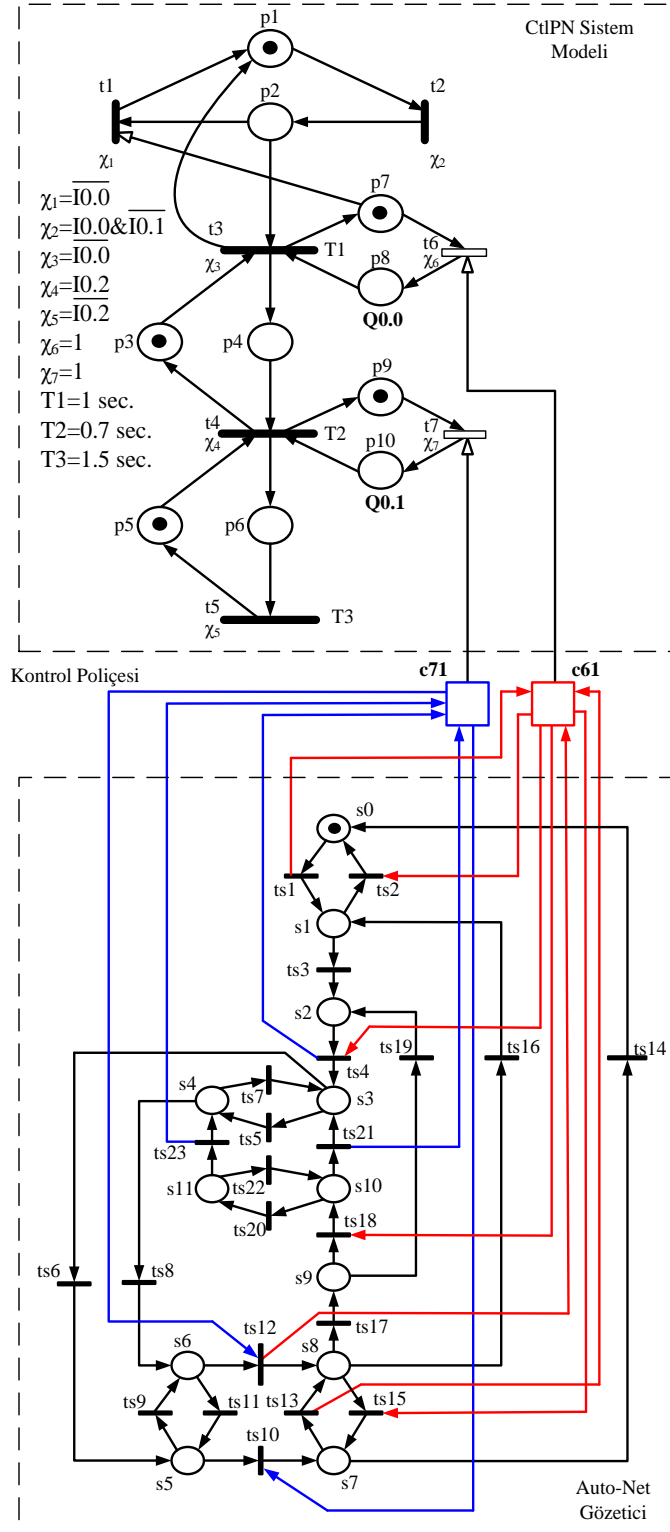 p1
CtlPN Sistem
Modeli
t1
t2
p2
χ1
χ2
p7
χ1=I̅0̅.̅0̅
χ2=I0.0&I̅0̅.̅1̅
χ3=I̅0̅.̅0̅
χ4=I0.2
χ5=I̅0̅.̅2̅
χ6=1
χ7=1
T1=1 sec.
T2=0.7 sec.
T3=1.5 sec.
t3
T1
χ3
p8
t6
χ6
Q0.0
p3
p4
p9
t4
T2
χ4
p10
t7
χ7
Q0.1
p5
p6
t5
T3
χ5
Kontrol Poliçesi
c71
c61
s0
ts1
ts2
s1
ts3
s2
ts4
ts19
ts16
ts14
s4
ts7
s3
ts5
ts21
ts23
s11
ts22
s10
ts20
ts18
ts6
ts8
s9
ts12
ts17
s6
s8
ts9
ts11
ts13
ts15
ts10
s5
s7
Auto-Net
Gözetici